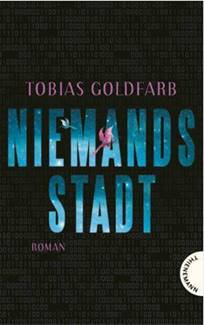 TOBIAS GOLDFARB
NIEMANDS
STADT
ROMAN
THIENEMANN